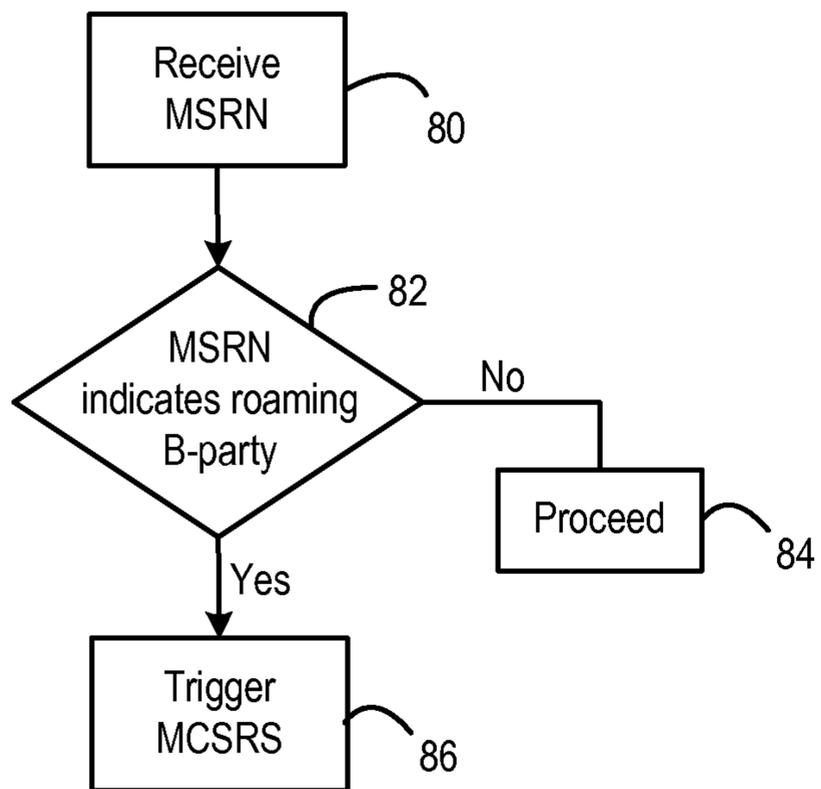 Receive
MSRN
80
82
MSRN
indicates roaming
B-party
No
Proceed
84
Yes
Trigger
MCSRS
86